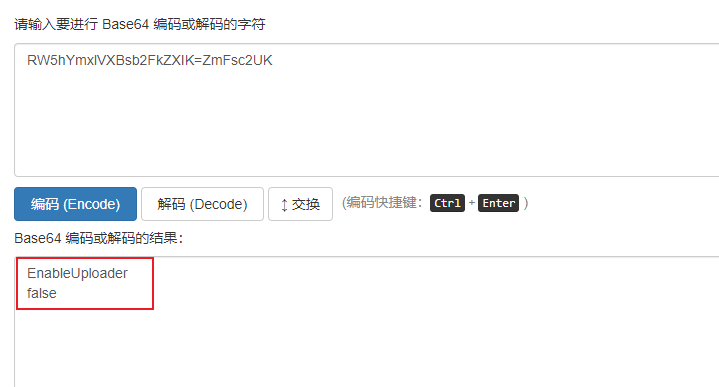 请输入要进行 Base64 编码或解码的字符
RW5hYmxlVXBsb2FkZXIK=ZmFsc2UK
编码 (Encode) 解码 (Decode) ↕ 交换 (编码快捷键： Ctrl + Enter )
Base64 编码或解码的结果：
EnableUploader
false